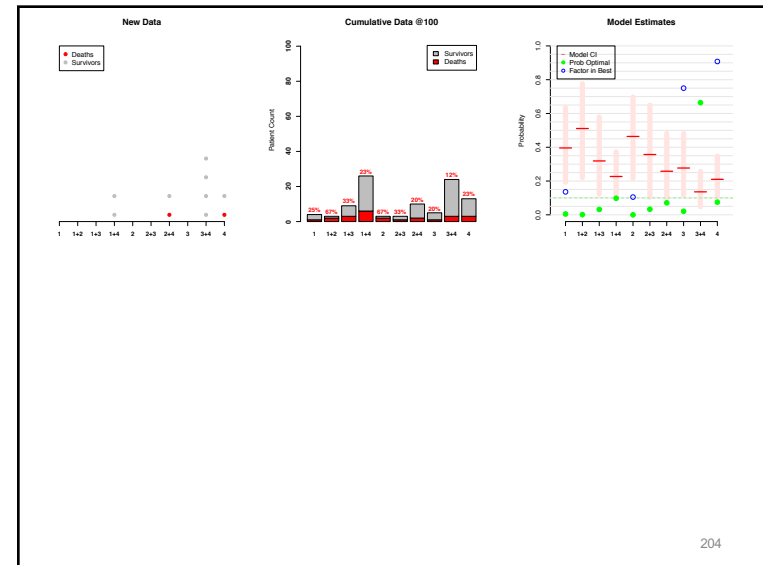 New Data
Deaths
Survivors
1 1+2 1+3 1+4 2 2+3 2+4 3 3+4 4
Cumulative Data @100
Survivors
Deaths
Patient Count
100
80
60
40
20
0
25% 67% 33% 23% 67% 33% 20% 20% 12% 23%
1 1+2 1+3 1+4 2 2+3 2+4 3 3+4 4
Model Estimates
Model CI
Prob Optimal
Factor in Best
Probability
1.0
0.8
0.6
0.4
0.2
0.0
1 1+2 1+3 1+4 2 2+3 2+4 3 3+4 4
204